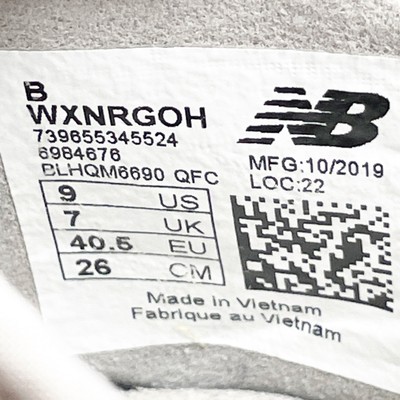 B
WXNRGOH
739655345524
6984676
BLHQM6690 QFC
NB
MFG:10/2019
LOC:22
9 US
7 UK
40.5 EU
26 CM
Made in Vietnam
Fabrique au Vietnam